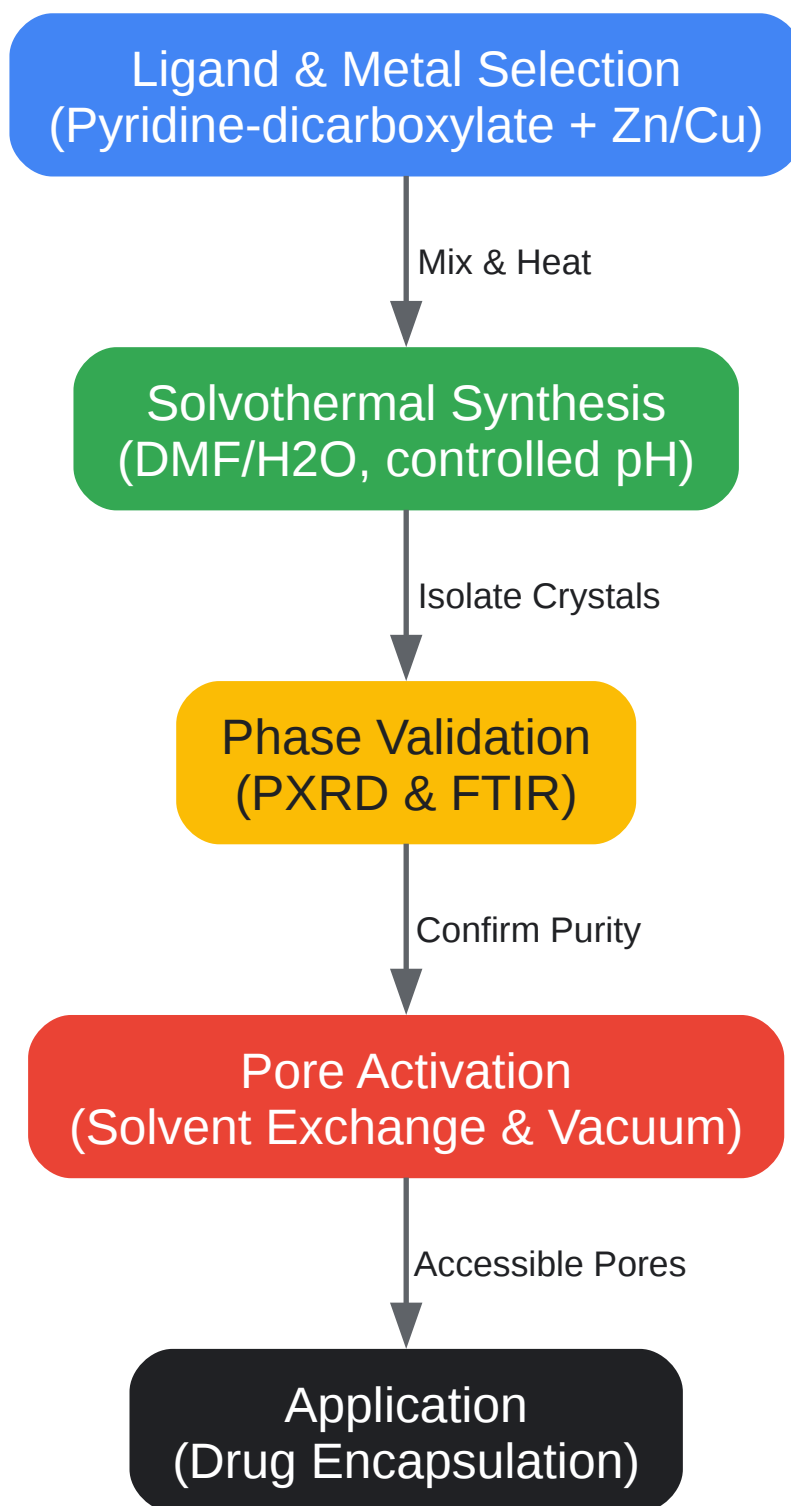 Ligand & Metal Selection
(Pyridine-dicarboxylate + Zn/Cu)
Mix & Heat
Solvothermal Synthesis
(DMF/H2O, controlled pH)
Isolate Crystals
Phase Validation
(PXRD & FTIR)
Confirm Purity
Pore Activation
(Solvent Exchange & Vacuum)
Accessible Pores
Application
(Drug Encapsulation)